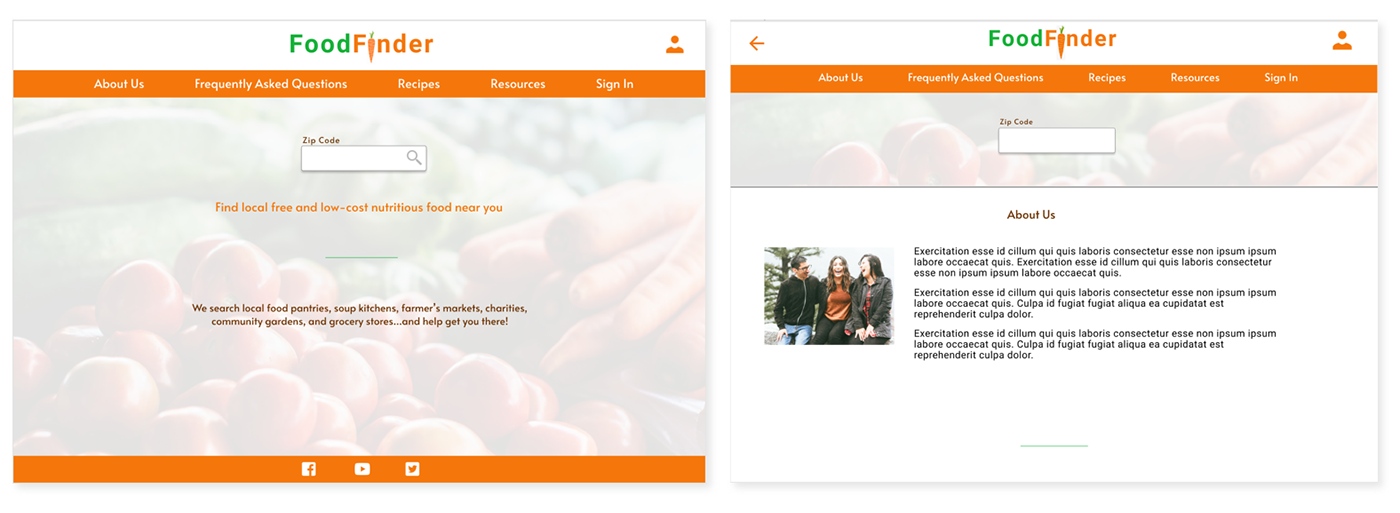 FoodFinder
About Us Frequently Asked Questions Recipes Resources Sign In
Zip Code
Find local free and low-cost nutritious food near you
We search local food pantries, soup kitchens, farmer's markets, charities,
community gardens, and grocery stores...and help get you there!
FoodFinder
About Us Frequently Asked Questions Recipes Resources Sign In
Zip Code
About Us
Exercitation esse id cillum qui quis laboris consectetur esse non ipsum ipsum
labore occaecat quis. Exercitation esse id cillum qui quis laboris consectetur
esse non ipsum ipsum labore occaecat quis.
Exercitation esse id cillum qui quis laboris consectetur esse non ipsum ipsum
labore occaecat quis. Culpa id fugiat fugiat aliqua ea cupidatat est
reprehenderit culpa dolor.
Exercitation esse id cillum qui quis laboris consectetur esse non ipsum ipsum
labore occaecat quis. Culpa id fugiat fugiat aliqua ea cupidatat est
reprehenderit culpa dolor.